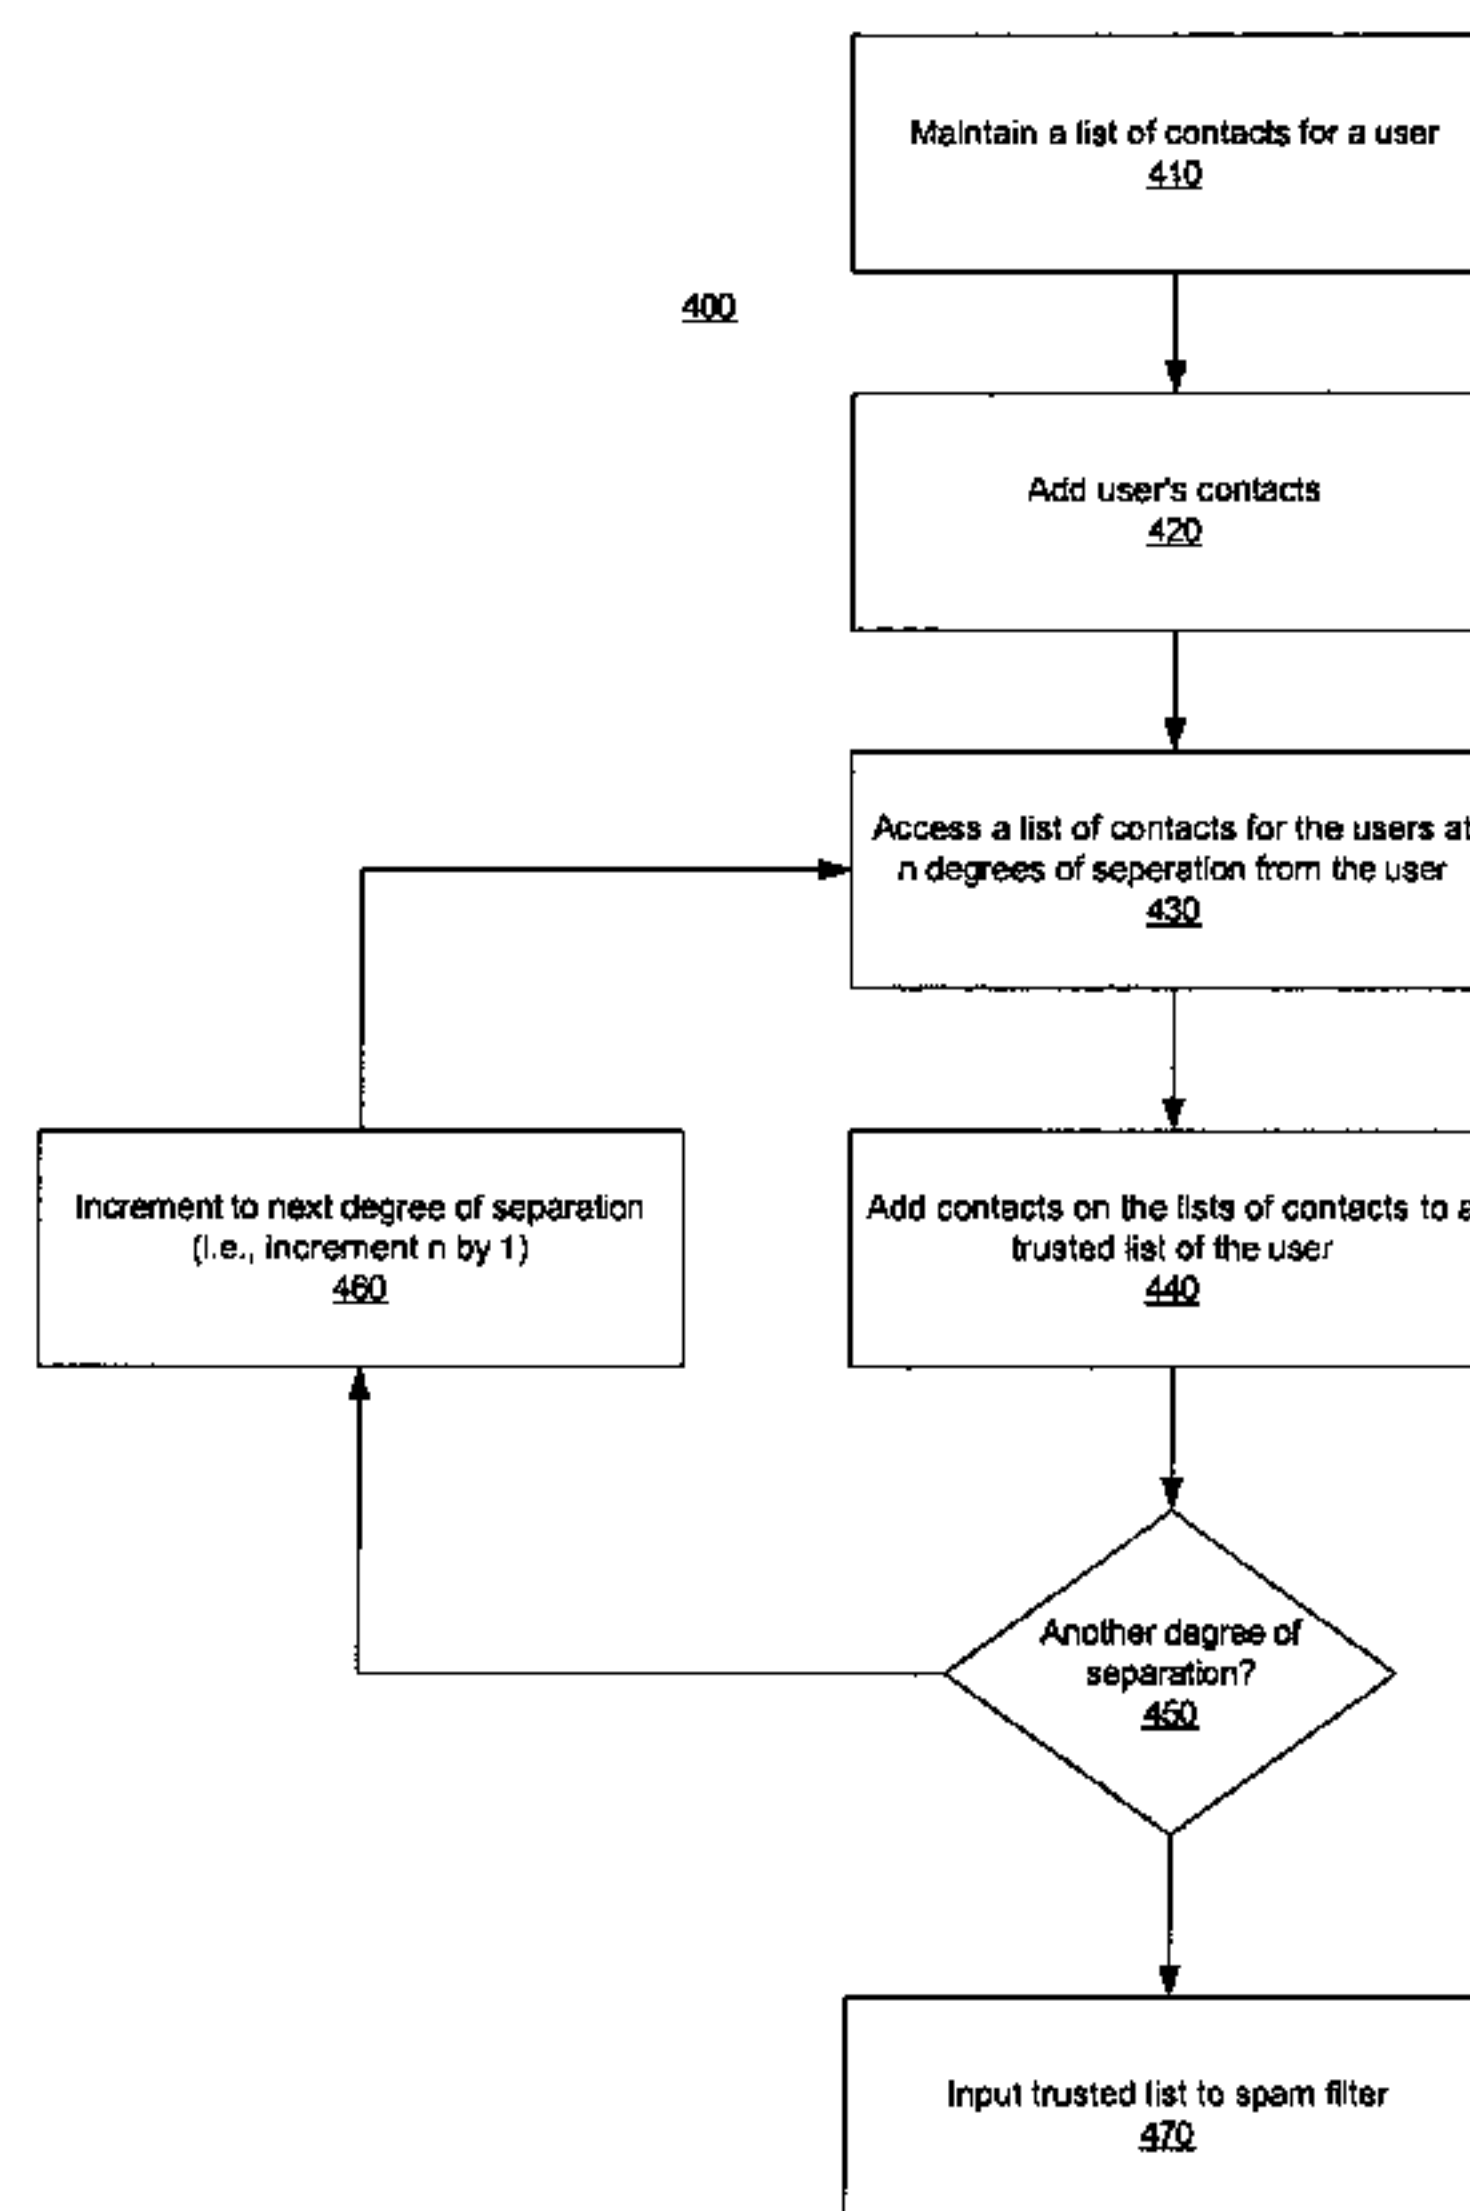 Maintain a list of contacts for a user
410
400
Add user's contacts
420
Access a list of contacts for the users at
n degrees of seperation from the user
430
Increment to next degree of separation
(i.e., increment n by 1)
460
Add contacts on the lists of contacts to a
trusted list of the user
440
Another degree of
separation?
450
Input trusted list to spam filter
470